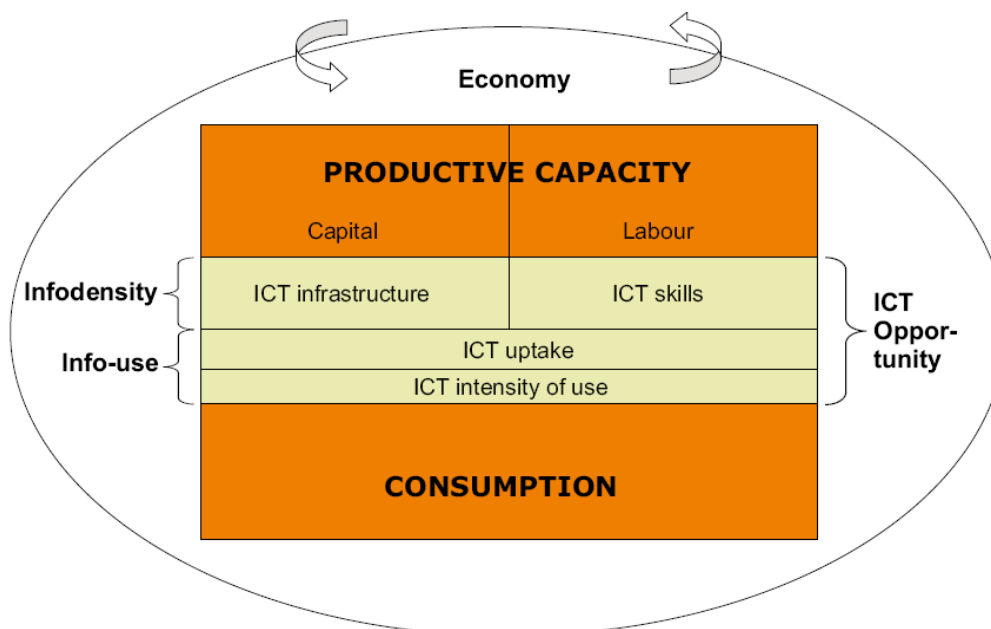 Economy
PRODUCTIVE CAPACITY
Capital
Labour
Infodensity
ICT infrastructure
ICT skills
ICT
Oppor-
tunity
Info-use
ICT uptake
ICT intensity of use
CONSUMPTION